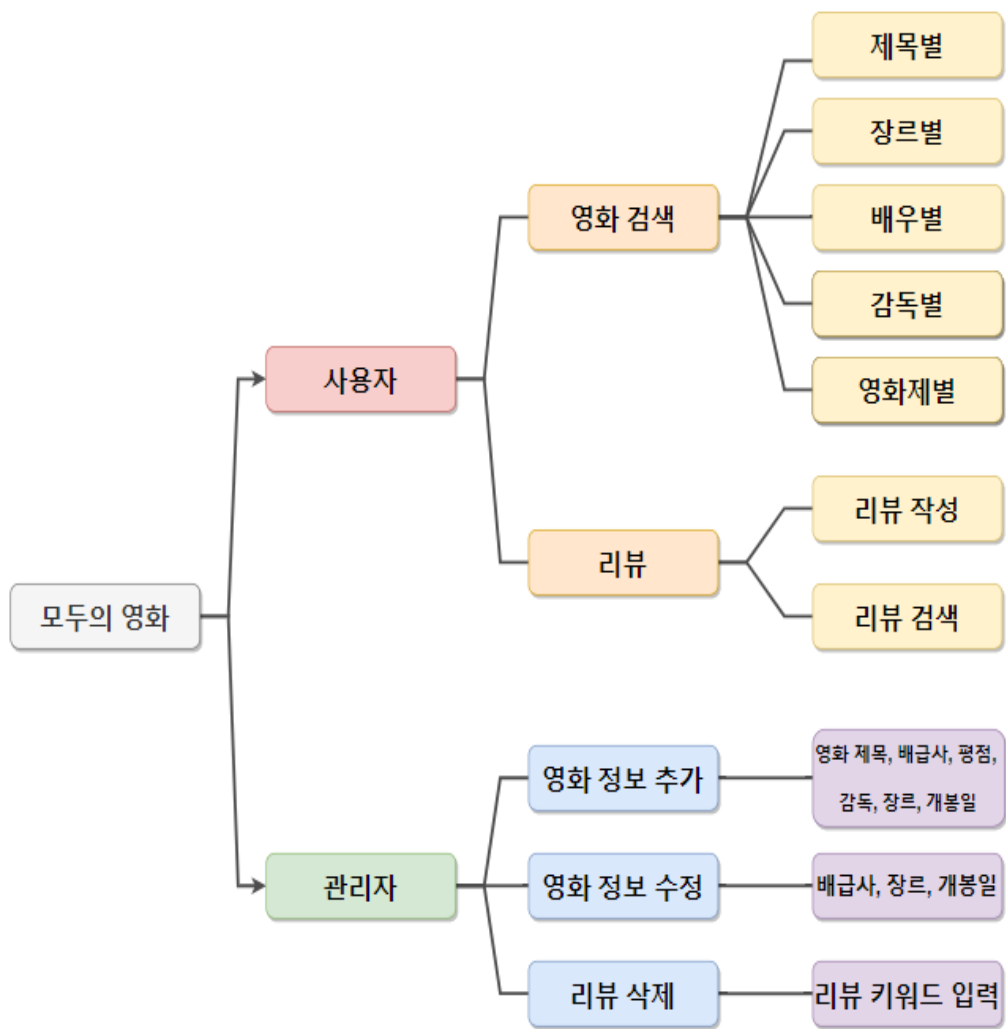 모두의 영화
사용자
영화 검색
제목별
장르별
배우별
감독별
영화제별
리뷰
리뷰 작성
리뷰 검색
관리자
영화 정보 추가
영화 제목, 배급사, 평점,
감독, 장르, 개봉일
영화 정보 수정
배급사, 장르, 개봉일
리뷰 삭제
리뷰 키워드 입력